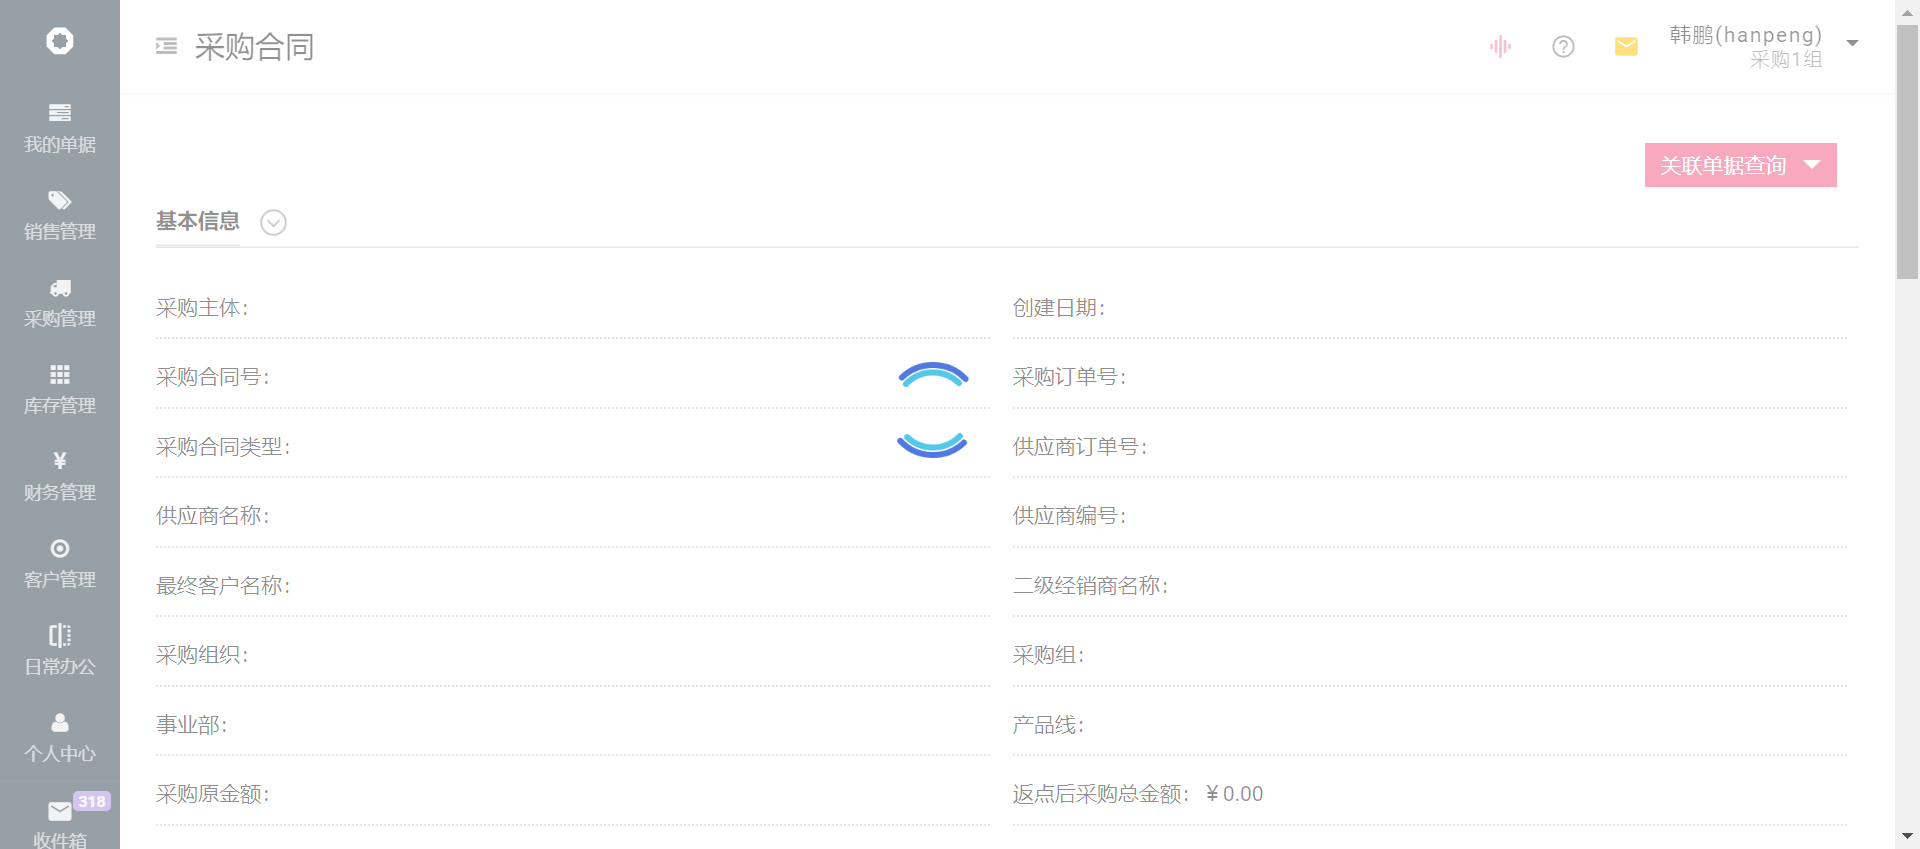 采购合同
韩鹏(hanpeng)
采购1组
我的单据
销售管理
采购管理
库存管理
财务管理
客户管理
日常办公
个人中心
318
收件箱
关联单据查询
基本信息
采购主体:
创建日期:
采购合同号:
采购订单号:
采购合同类型:
供应商订单号:
供应商名称:
供应商编号:
最终客户名称:
二级经销商名称:
采购组织:
采购组:
事业部:
产品线:
采购原金额:
返点后采购总金额: ¥0.00